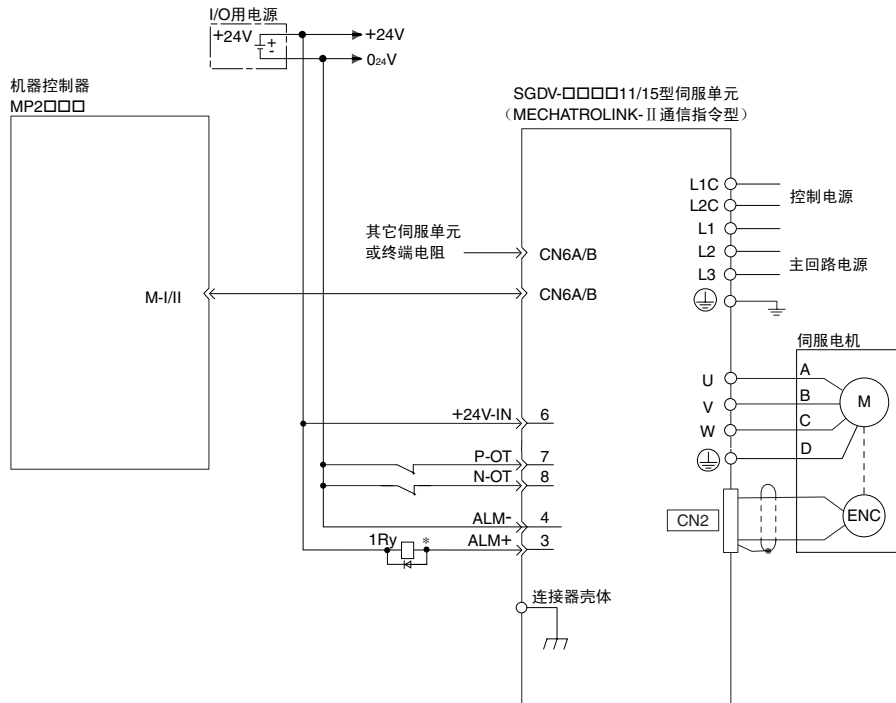 I/O用电源
+24V
+
-
+24V
024V
机器控制器
MP2□□□
SGDV-□□□□11/15型伺服单元
（MECHATROLINK-Ⅱ通信指令型）
L1C
L2C
控制电源
L1
L2
L3
主回路电源
其它伺服单元
或终端电阻
CN6A/B
M-I/II
CN6A/B
伺服电机
U
A
V
B
W
C
D
M
+24V-IN
6
P-OT
7
N-OT
8
ALM-
4
1Ry
*
ALM+
3
CN2
ENC
连接器壳体